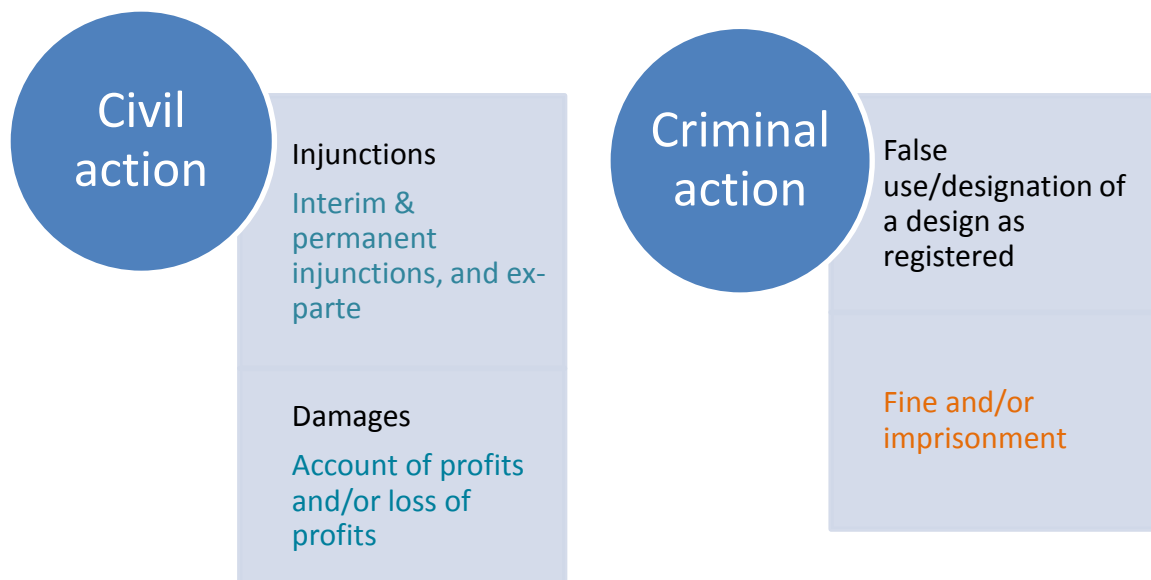 Civil
action
Injunctions
Interim &
permanent
injunctions, and ex-
parte
Damages
Account of profits
and/or loss of
profits
Criminal
action
False
use/designation of
a design as
registered
Fine and/or
imprisonment